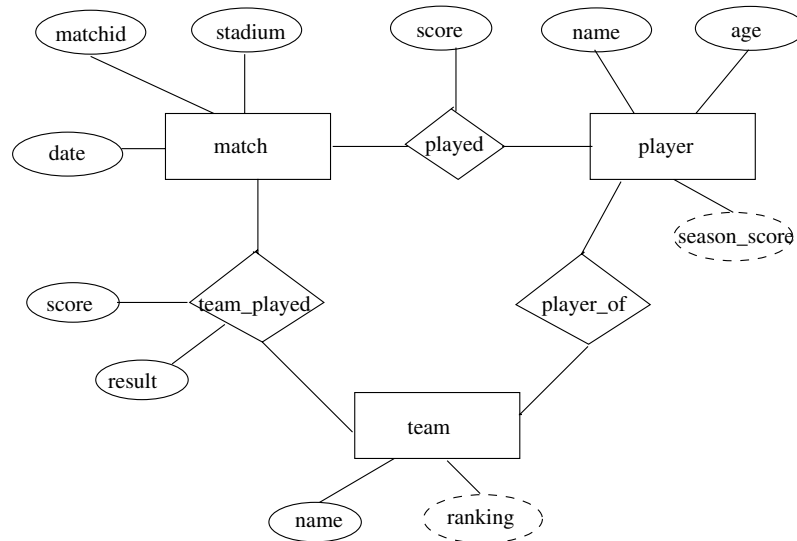 matchid
stadium
score
name
age
date
match
played
player
season_score
score
team_played
player_of
result
team
name
ranking